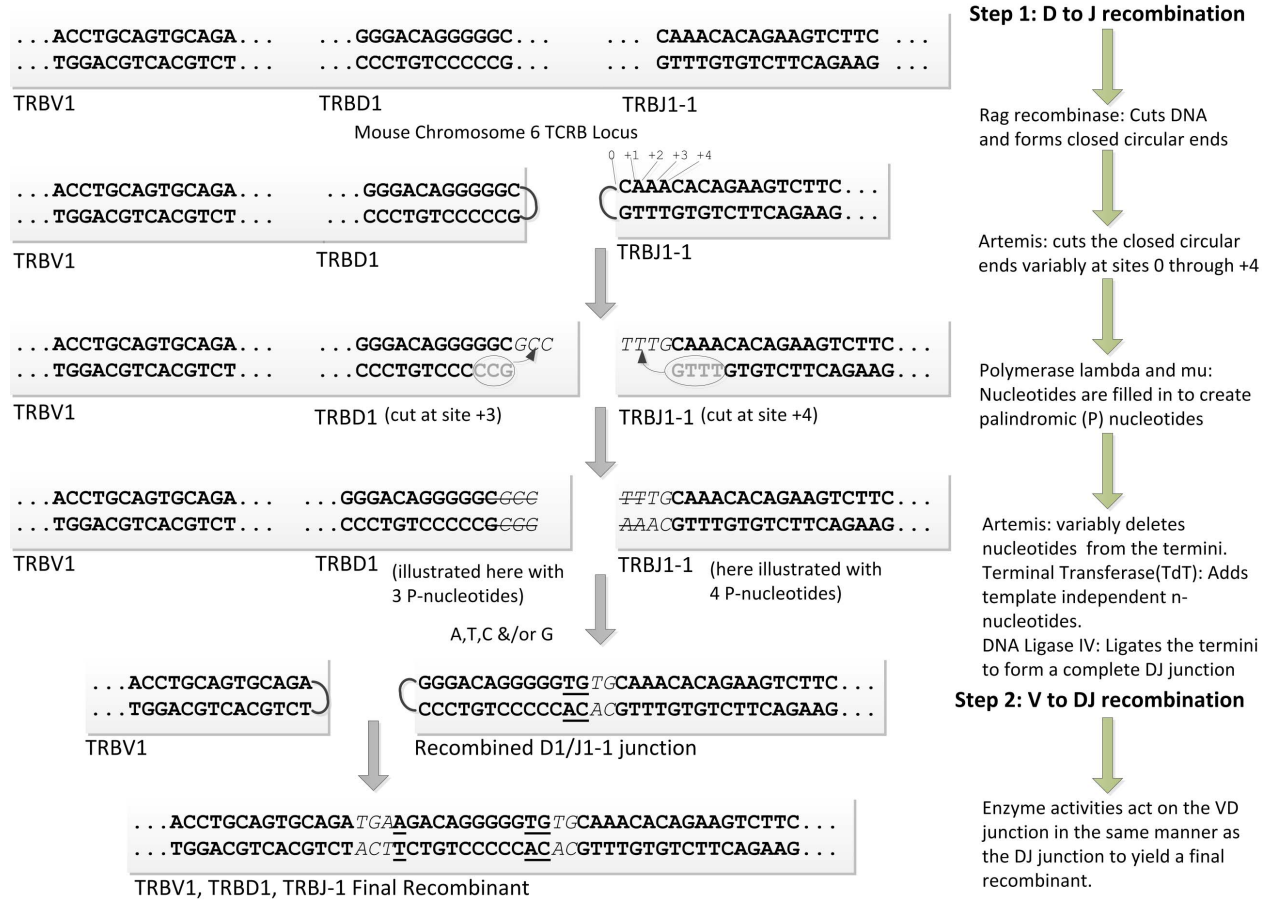 Step 1: D to J recombination
...ACCTGCAGTGCAGA... ...GGGACAGGGGGC... ... CAAACACAGAAGTCTTC ...
...TGGACGTCACGTCT... ...CCCTGTCCCCCG... ... GTTTGTGTCTTCAGAAG ...
TRBV1 TRBD1 TRBJ1-1
Mouse Chromosome 6 TCRB Locus
Rag recombinase: Cuts DNA
and forms closed circular ends
0 +1 +2 +3 +4
...ACCTGCAGTGCAGA... ...GGGACAGGGGGC CAAACACAGAAGTCTTC...
...TGGACGTCACGTCT... ...CCCTGTCCCCCG GTTTGTGTCTTCAGAAG...
TRBV1 TRBD1 TRBJ1-1
Artemis: cuts the closed circular
ends variably at sites 0 through +4
...ACCTGCAGTGCAGA... ...GGGACAGGGGGCGCC TTTGCAAACACAGAAGTCTTC...
...TGGACGTCACGTCT... ...CCCTGTCCCCCG GTTTGTGTCTTCAGAAG...
TRBV1 TRBD1 (cut at site +3) TRBJ1-1 (cut at site +4)
Polymerase lambda and mu:
Nucleotides are filled in to create
palindromic (P) nucleotides
...ACCTGCAGTGCAGA... ...GGGACAGGGGGCGCC TTTGCAAACACAGAAGTCTTC...
...TGGACGTCACGTCT... ...CCCTGTCCCCCGCGG AAACGTTTGTGTCTTCAGAAG...
TRBV1 TRBD1 (illustrated here with
3 P-nucleotides)
TRBJ1-1 (here illustrated with
4 P-nucleotides)
Artemis: variably deletes
nucleotides from the termini.
Terminal Transferase(TdT): Adds
template independent n-
nucleotides.
DNA Ligase IV: Ligates the termini
to form a complete DJ junction
A,T,C &/or G
...ACCTGCAGTGCAGA GGGACAGGGGGTGTGCAAACACAGAAGTCTTC...
...TGGACGTCACGTCT CCCTGTCCCCCACACGTTTGTGTCTTCAGAAG...
TRBV1 Recombined D1/J1-1 junction
Step 2: V to DJ recombination
Enzyme activities act on the VD
junction in the same manner as
the DJ junction to yield a final
recombinant.
...ACCTGCAGTGCAGATGAAGACAGGGGGTGTGCAAACACAGAAGTCTTC...
...TGGACGTCACGTCTACTTCTGTCCCCCACACGTTTGTGTCTTCAGAAG...
TRBV1, TRBD1, TRBJ-1 Final Recombinant